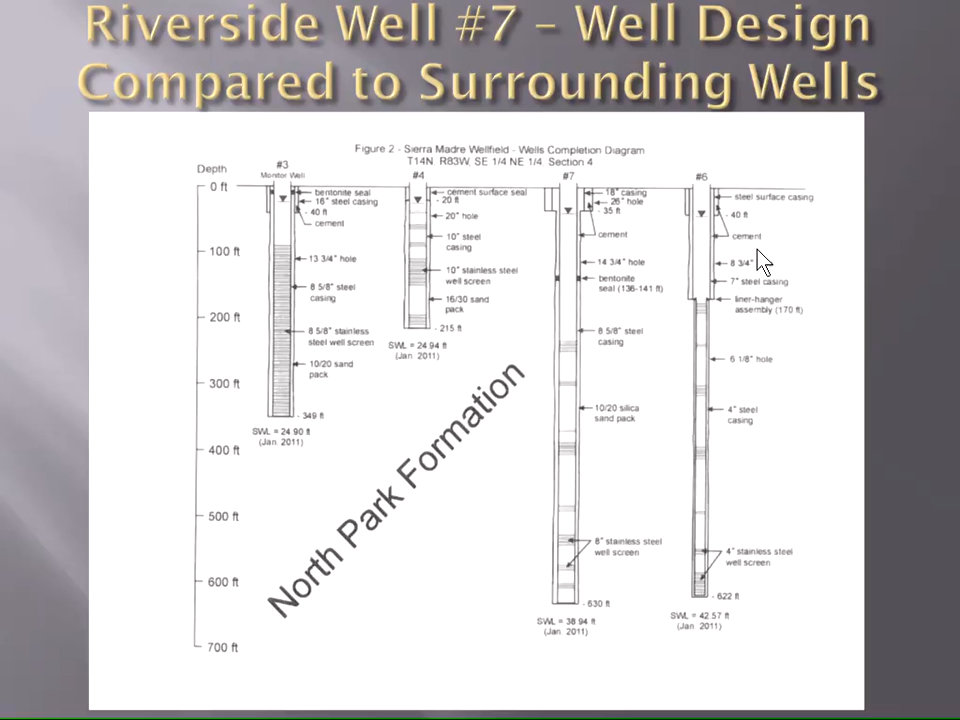 Riverside Well #7 – Well Design
Compared to Surrounding Wells
Figure 2 - Sierra Madre Wellfield - Wells Completion Diagram
T14N R83W, SE 1/4 NE 1/4 Section 4
Depth
0 ft
100 ft
200 ft
300 ft
400 ft
500 ft
600 ft
700 ft
#3
Monitor Well
bentonite seal
16" steel casing
- 40 ft
cement
13 3/4" hole
8 5/8" steel
casing
8 5/8" stainless
steel well screen
10/20 sand
pack
- 349 ft
SWL = 24.90 ft
(Jan. 2011)
#4
cement surface seal
- 20 ft
20" hole
10" steel
casing
10" stainless steel
well screen
16/30 sand
pack
- 215 ft
SWL = 24.94 ft
(Jan. 2011)
North Park Formation
#7
18" casing
26" hole
- 35 ft
cement
14 3/4" hole
bentonite
seal (136-141 ft)
8 5/8" steel
casing
10/20 silica
sand pack
8" stainless steel
well screen
- 630 ft
SWL = 38.94 ft
(Jan. 2011)
#6
steel surface casing
- 40 ft
cement
8 3/4"
7" steel casing
liner-hanger
assembly (170 ft)
6 1/8" hole
4" steel
casing
4" stainless steel
well screen
- 622 ft
SWL = 42.57 ft
(Jan. 2011)